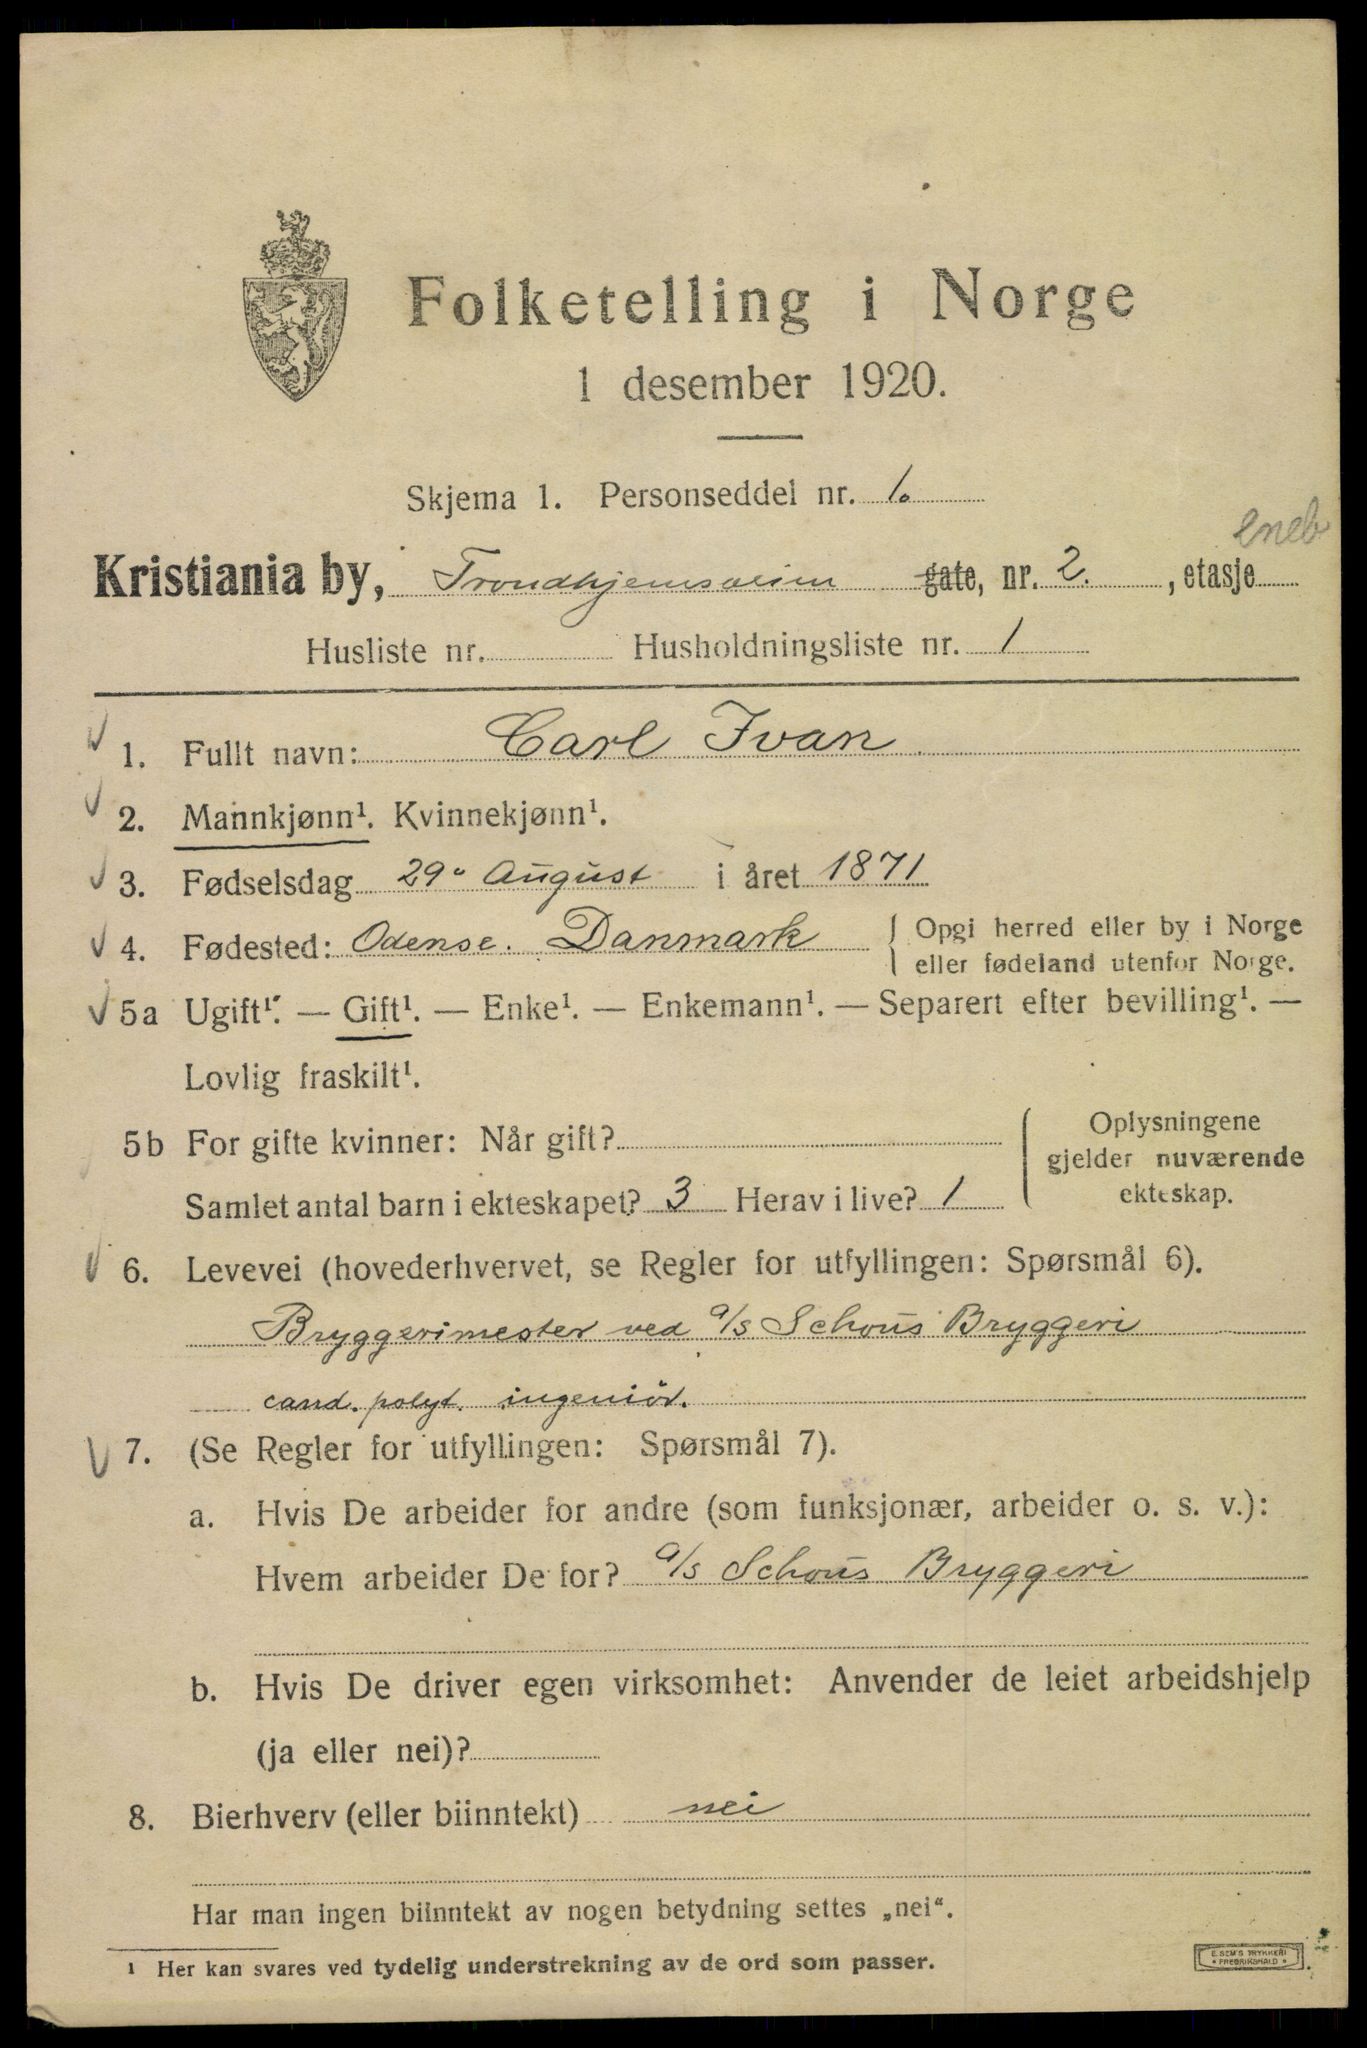 Folketelling i Norge
1 desember 1920.
Skjema 1. Personseddel nr. 1.
eneb
Kristiania by, Trondhjemsveien gate, nr. 2. , etasje
Husliste nr. Husholdningsliste nr. 1
1. Fullt navn: Carl Ivan
2. Mannkjønn¹. Kvinnekjønn¹.
3. Fødselsdag 29. August i året 1871
4. Fødested: Odense. Danmark { Opgi herred eller by i Norge
eller fødeland utenfor Norge.
5a Ugift¹. — Gift¹. — Enke¹. — Enkemann¹. — Separert efter bevilling¹. —
Lovlig fraskilt¹.
5b For gifte kvinner: Når gift? { Oplysningene
gjelder nuværende
ekteskap.
Samlet antal barn i ekteskapet? 3 Herav i live? 1
6. Levevei (hovederhvervet, se Regler for utfyllingen: Spørsmål 6).
Bryggerimester ved a/s Schous Bryggeri
cand. polyt. ingeniör.
7. (Se Regler for utfyllingen: Spørsmål 7).
a. Hvis De arbeider for andre (som funksjonær, arbeider o. s. v.):
Hvem arbeider De for? a/s Schous Bryggeri
b. Hvis De driver egen virksomhet: Anvender de leiet arbeidshjelp
(ja eller nei)?
8. Bierhverv (eller biinntekt) nei
Har man ingen biinntekt av nogen betydning settes „nei“.
¹ Her kan svares ved tydelig understrekning av de ord som passer.
E. SEM'S TRYKKERI
FREDRIKSHALD